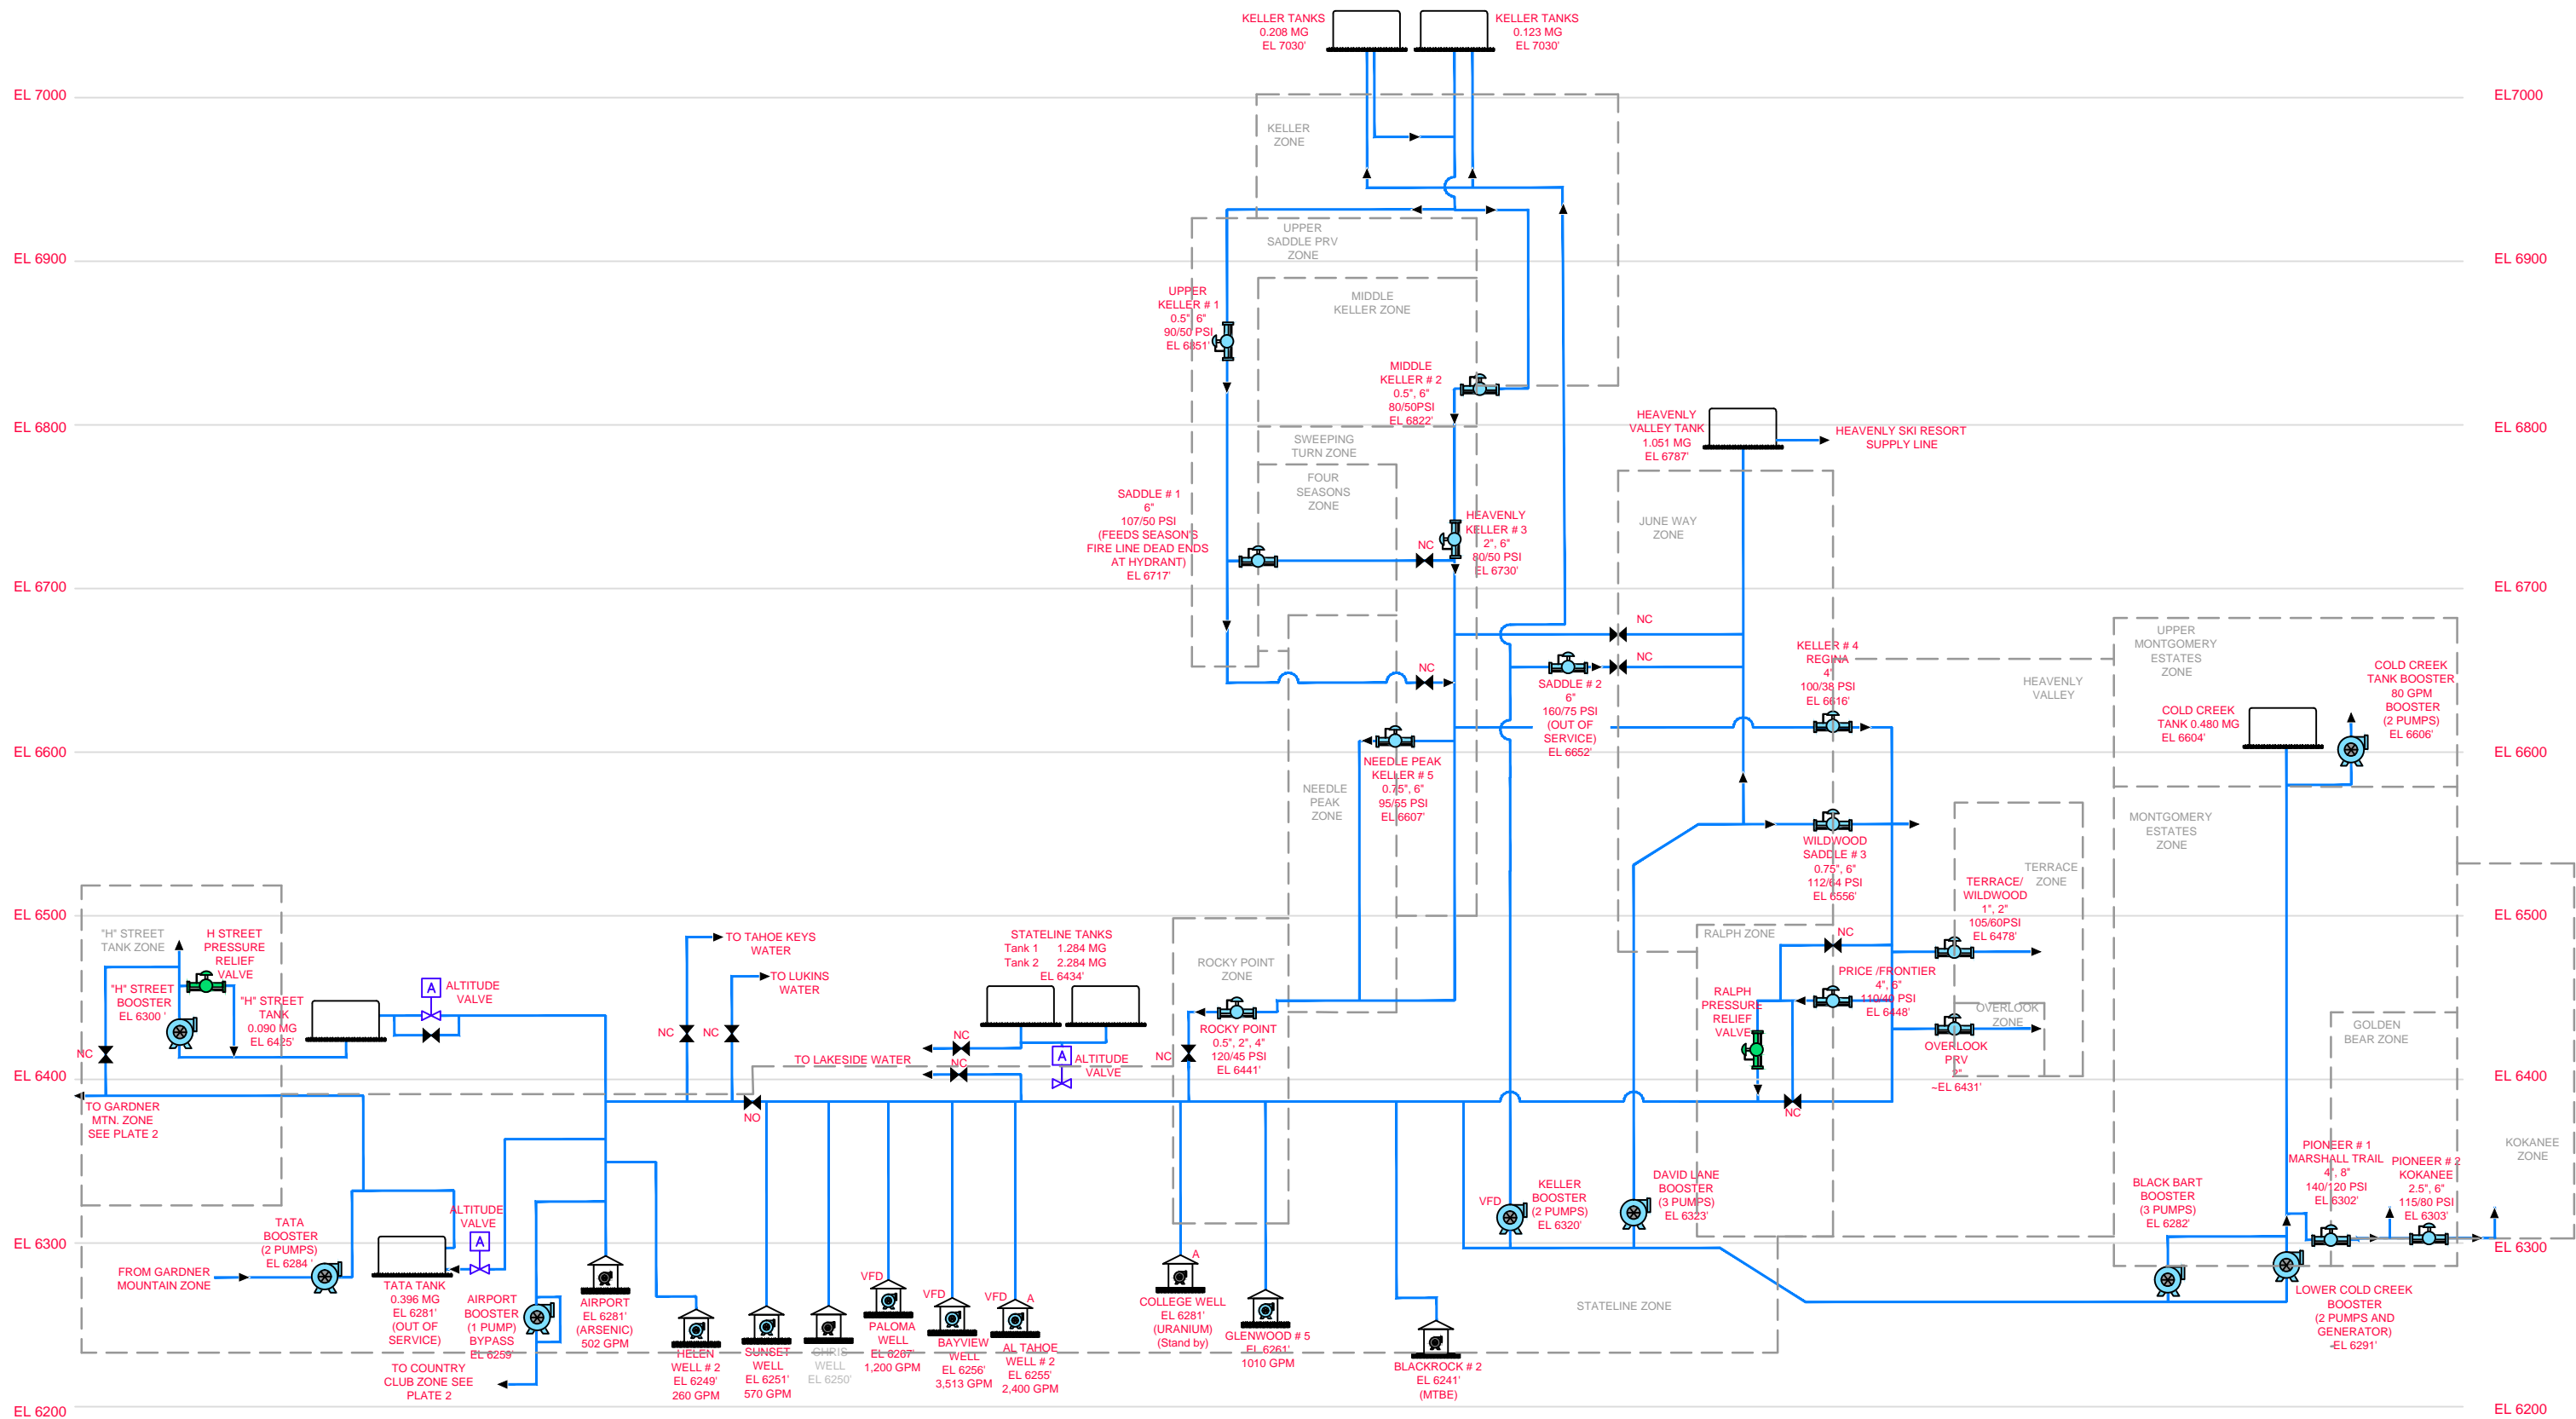 KELLER TANKS
0.208 MG
EL 7030'
KELLER TANKS
0.123 MG
EL 7030'
EL 7000
EL7000
KELLER
ZONE
UPPER
SADDLE PRV
ZONE
EL 6900
EL 6900
UPPER
KELLER # 1
0.5", 6"
90/50 PSI
EL 6851'
MIDDLE
KELLER ZONE
MIDDLE
KELLER # 2
0.5", 6"
80/50PSI
EL 6822'
EL 6800
EL 6800
HEAVENLY
VALLEY TANK
1.051 MG
EL 6787'
HEAVENLY SKI RESORT
SUPPLY LINE
SWEEPING
TURN ZONE
FOUR
SEASONS
ZONE
SADDLE # 1
6"
107/50 PSI
(FEEDS SEASON'S
FIRE LINE DEAD ENDS
AT HYDRANT)
EL 6717'
NC
HEAVENLY
KELLER # 3
2", 6"
80/50 PSI
EL 6730'
JUNE WAY
ZONE
EL 6700
EL 6700
NC
NC
NC
SADDLE # 2
6"
160/75 PSI
(OUT OF
SERVICE)
EL 6652'
KELLER # 4
REGINA
4'
100/38 PSI
EL 6616'
HEAVENLY
VALLEY
UPPER
MONTGOMERY
ESTATES
ZONE
COLD CREEK
TANK 0.480 MG
EL 6604'
COLD CREEK
TANK BOOSTER
80 GPM
BOOSTER
(2 PUMPS)
EL 6606'
EL 6600
EL 6600
NEEDLE PEAK
KELLER # 5
0.75", 6"
95/55 PSI
EL 6607'
NEEDLE
PEAK
ZONE
MONTGOMERY
ESTATES
ZONE
WILDWOOD
SADDLE # 3
0.75", 6"
112/64 PSI
EL 6556'
TERRACE
ZONE
TERRACE/
WILDWOOD
1", 2"
105/60PSI
EL 6478'
EL 6500
EL 6500
"H" STREET
TANK ZONE
H STREET
PRESSURE
RELIEF
VALVE
"H" STREET
BOOSTER
EL 6300 '
"H" STREET
TANK
0.090 MG
EL 6425'
NC
A
ALTITUDE
VALVE
TO TAHOE KEYS
WATER
TO LUKINS
WATER
NC
NC
STATELINE TANKS
Tank 1 1.284 MG
Tank 2 2.284 MG
EL 6434'
NC
NC
TO LAKESIDE WATER
A
ALTITUDE
VALVE
ROCKY POINT
ZONE
ROCKY POINT
0.5", 2", 4"
120/45 PSI
EL 6441'
NC
RALPH ZONE
NC
PRICE /FRONTIER
4", 6"
110/40 PSI
EL 6448'
RALPH
PRESSURE
RELIEF
VALVE
OVERLOOK
ZONE
OVERLOOK
PRV
2"
~EL 6431'
GOLDEN
BEAR ZONE
EL 6400
EL 6400
TO GARDNER
MTN. ZONE
SEE PLATE 2
NO
NC
KOKANEE
ZONE
PIONEER # 1
MARSHALL TRAIL
4", 8"
140/120 PSI
EL 6302'
PIONEER # 2
KOKANEE
2.5", 6"
115/80 PSI
EL 6303'
BLACK BART
BOOSTER
(3 PUMPS)
EL 6282'
VFD
KELLER
BOOSTER
(2 PUMPS)
EL 6320'
DAVID LANE
BOOSTER
(3 PUMPS)
EL 6323'
TATA
BOOSTER
(2 PUMPS)
EL 6284 '
ALTITUDE
VALVE
A
EL 6300
EL 6300
FROM GARDNER
MOUNTAIN ZONE
TATA TANK
0.396 MG
EL 6281'
(OUT OF
SERVICE)
AIRPORT
BOOSTER
(1 PUMP)
BYPASS
EL 6259'
AIRPORT
EL 6281'
(ARSENIC)
502 GPM
TO COUNTRY
CLUB ZONE SEE
PLATE 2
HELEN
WELL # 2
EL 6249'
260 GPM
SUNSET
WELL
EL 6251'
570 GPM
CHRIS
WELL
EL 6250'
VFD
PALOMA
WELL
EL 6267'
1,200 GPM
VFD
BAYVIEW
WELL
EL 6256'
3,513 GPM
VFD
A
AL TAHOE
WELL # 2
EL 6255'
2,400 GPM
A
COLLEGE WELL
EL 6281'
(URANIUM)
(Stand by)
GLENWOOD # 5
EL 6261'
1010 GPM
BLACKROCK # 2
EL 6241'
(MTBE)
STATELINE ZONE
LOWER COLD CREEK
BOOSTER
(2 PUMPS AND
GENERATOR)
~EL 6291'
EL 6200
EL 6200